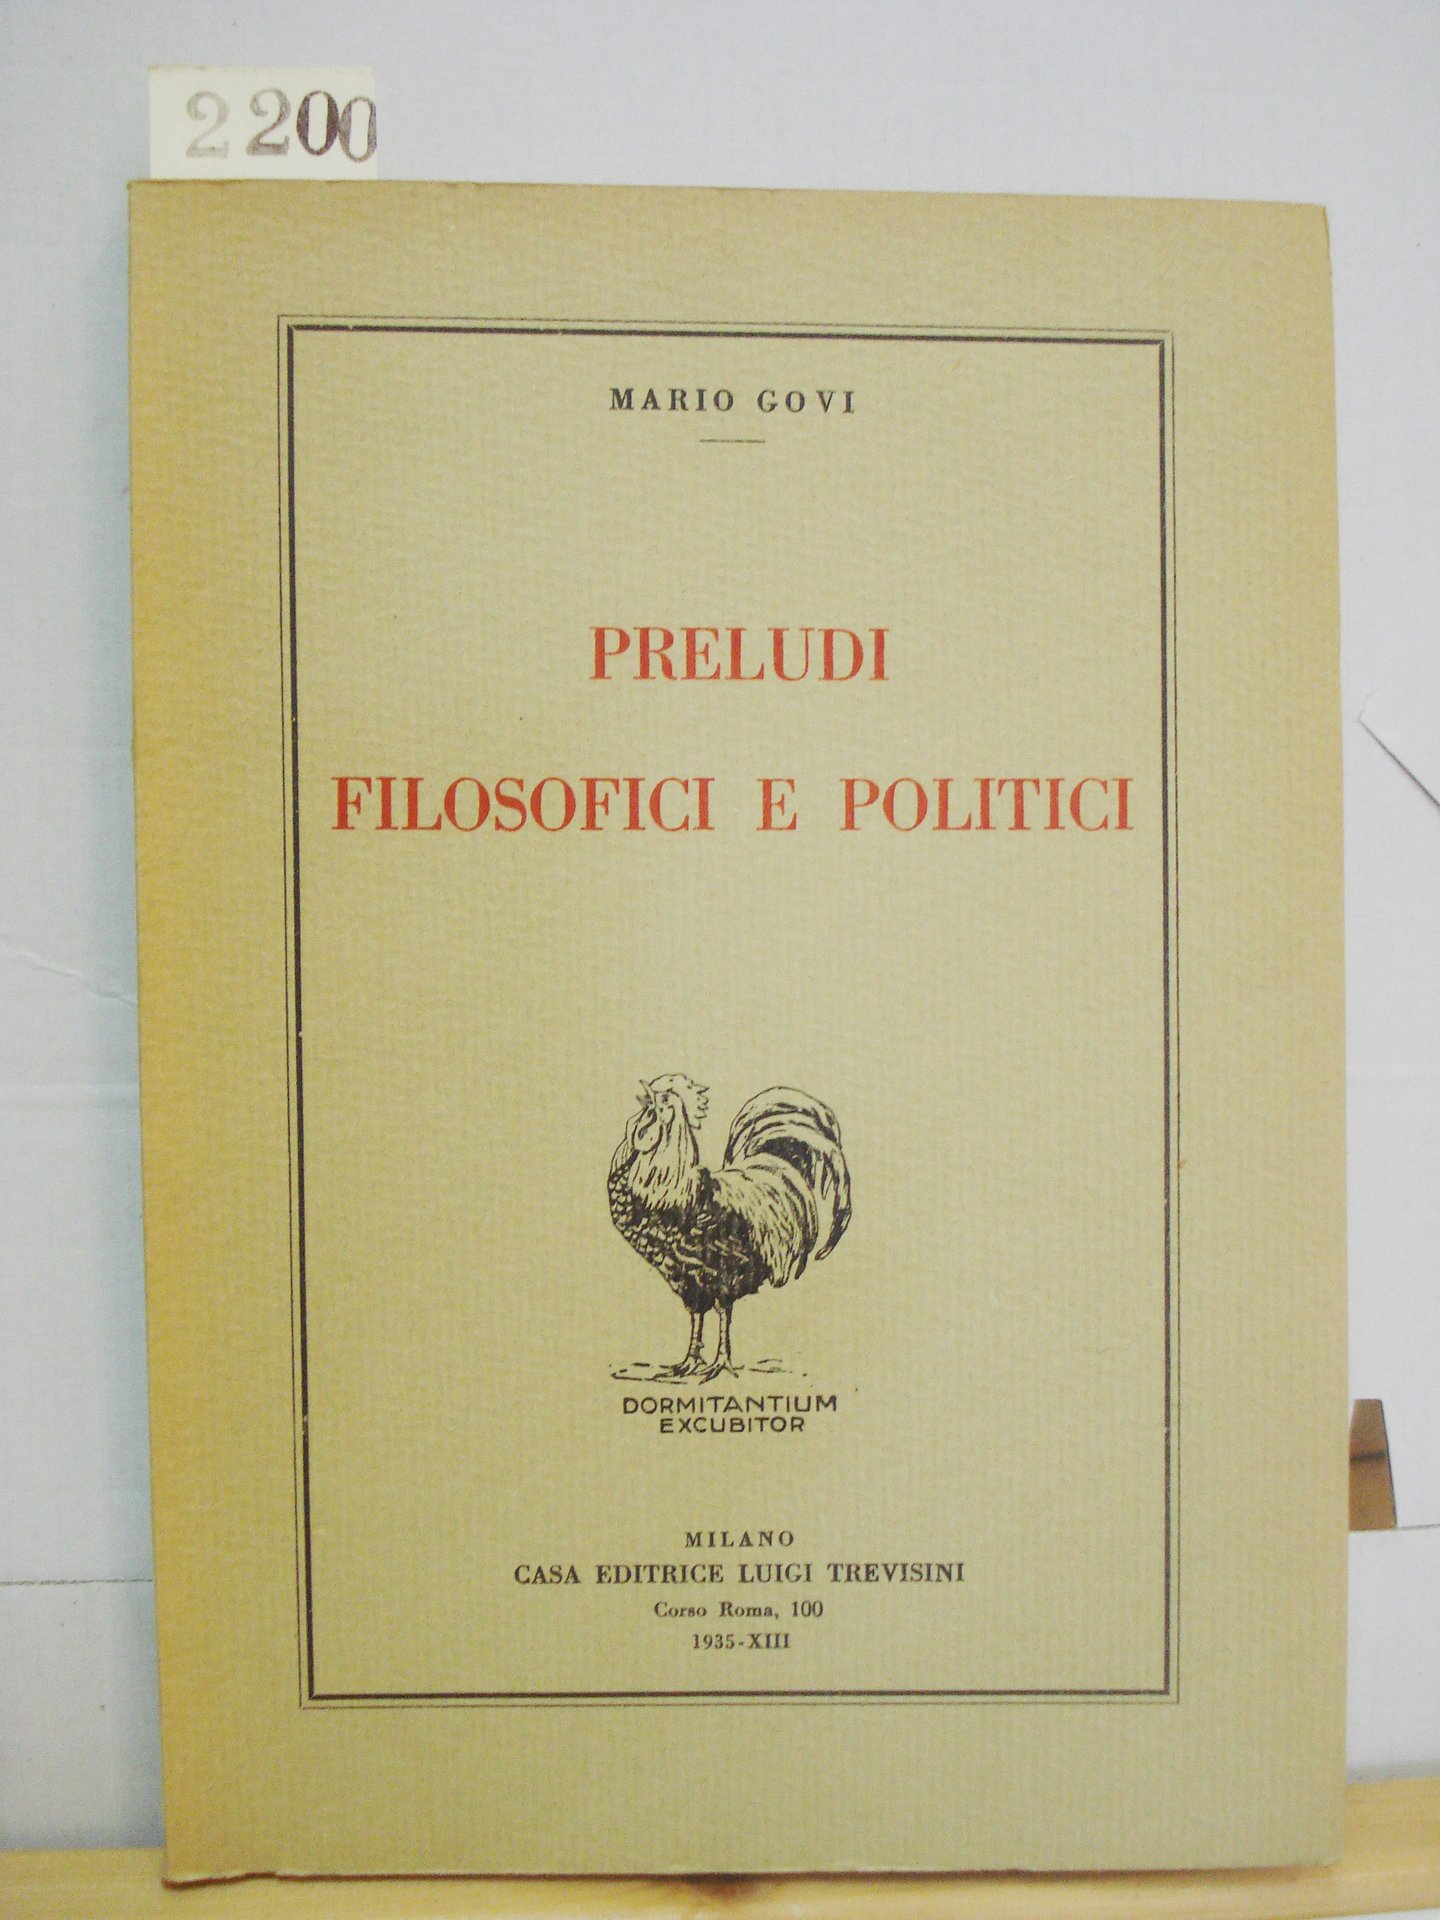 2200
MARIO GOVI
PRELUDI
FILOSOFICI E POLITICI
DORMITANTIUM
EXCUBITOR
MILANO
CASA EDITRICE LUIGI TREVISINI
Corso Roma, 100
1935-XIII